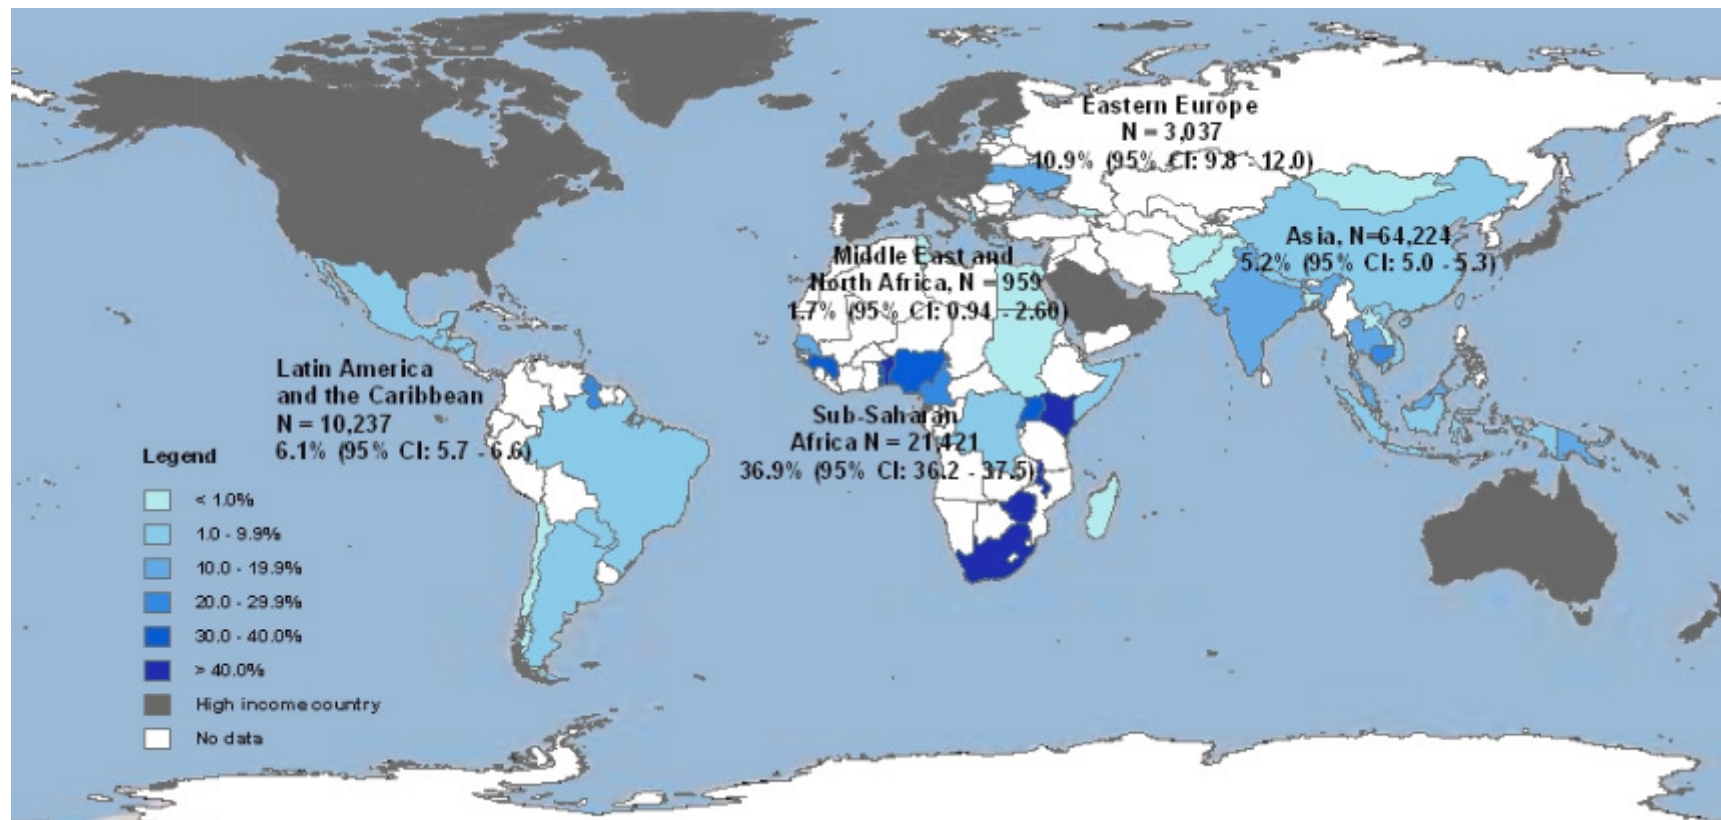 Eastern Europe
N = 3,037
10.9% (95% CI: 9.8 - 12.0)
Asia, N=64,224
5.2% (95% CI: 5.0 - 5.3)
Middle East and
North Africa, N = 959
1.7% (95% CI: 0.94 - 2.60)
Latin America
and the Caribbean
N = 10,237
6.1% (95% CI: 5.7 - 6.6)
Sub-Saharan
Africa N = 21,421
36.9% (95% CI: 36.2 - 37.5)
Legend
< 1.0%
1.0 - 9.9%
10.0 - 19.9%
20.0 - 29.9%
30.0 - 40.0%
> 40.0%
High income country
No data